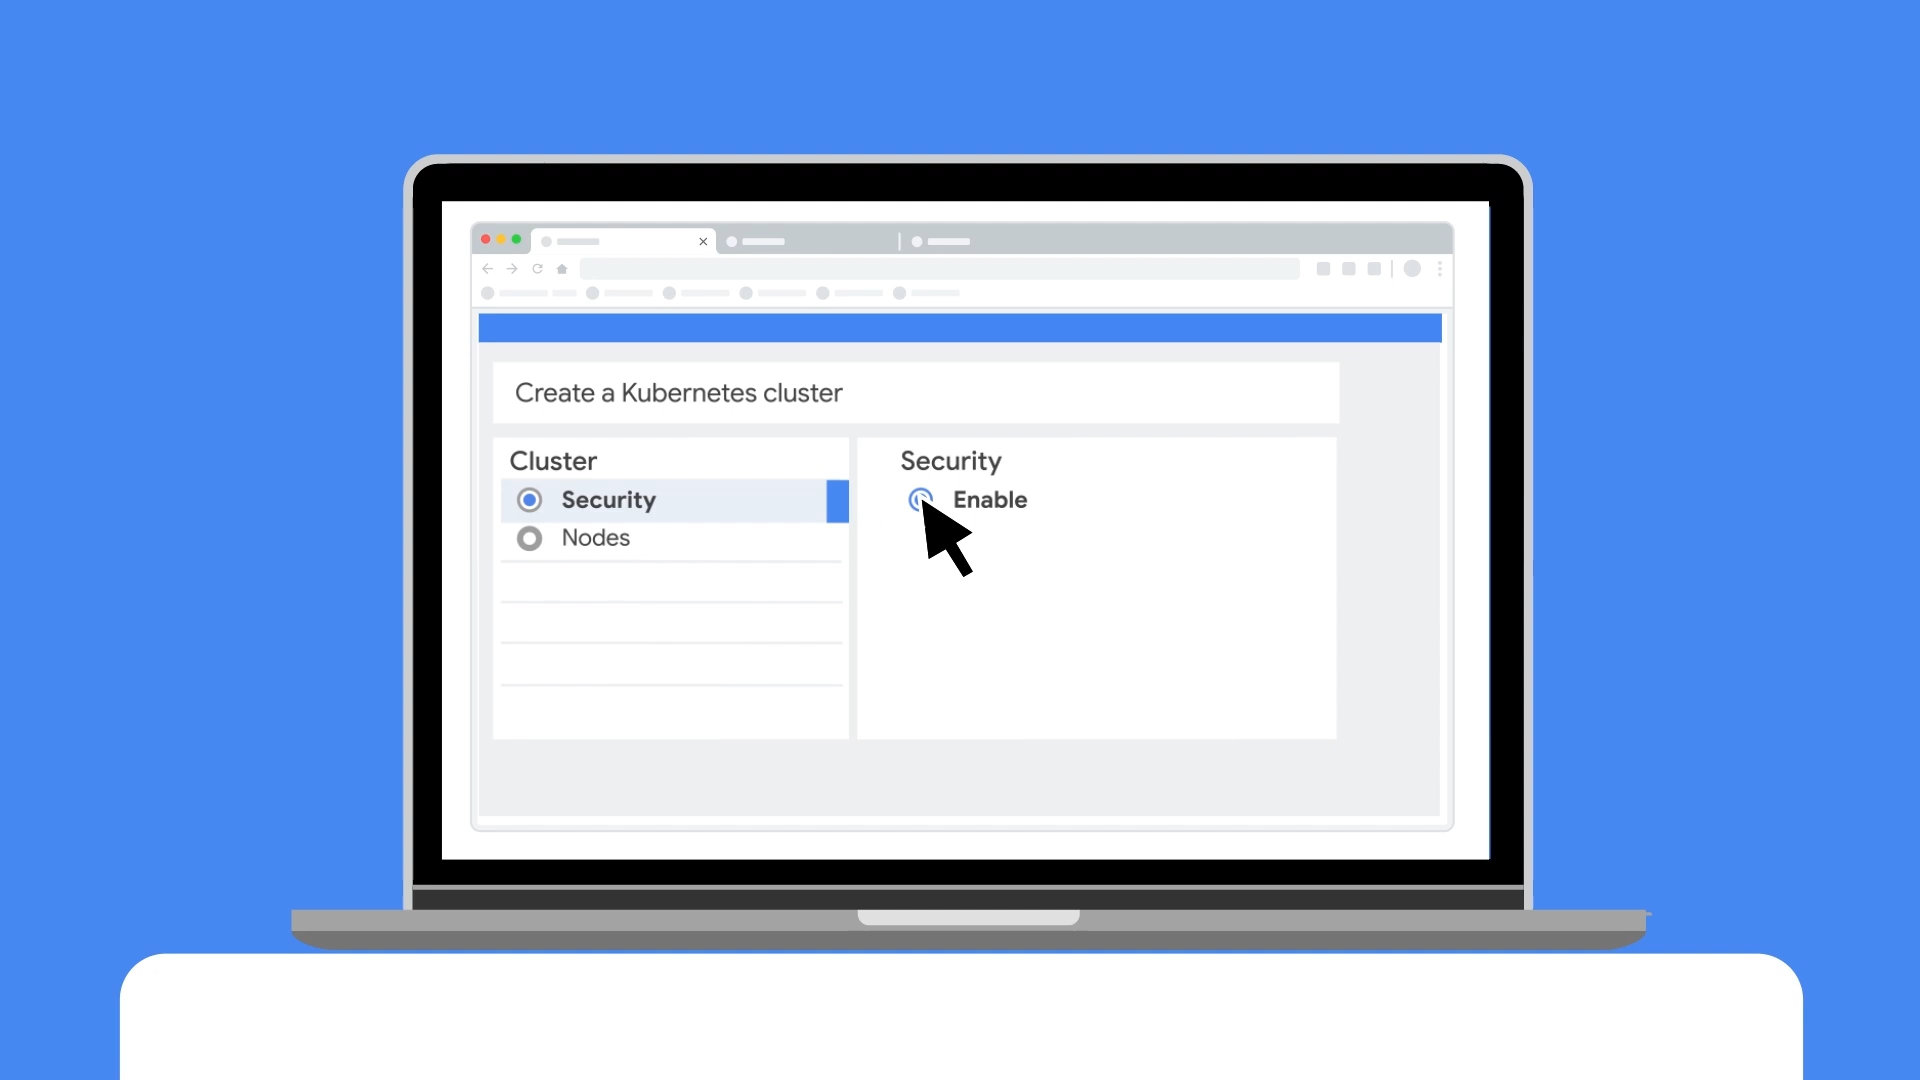 Create a Kubernetes cluster
Cluster
Security
Nodes
Security
Enable